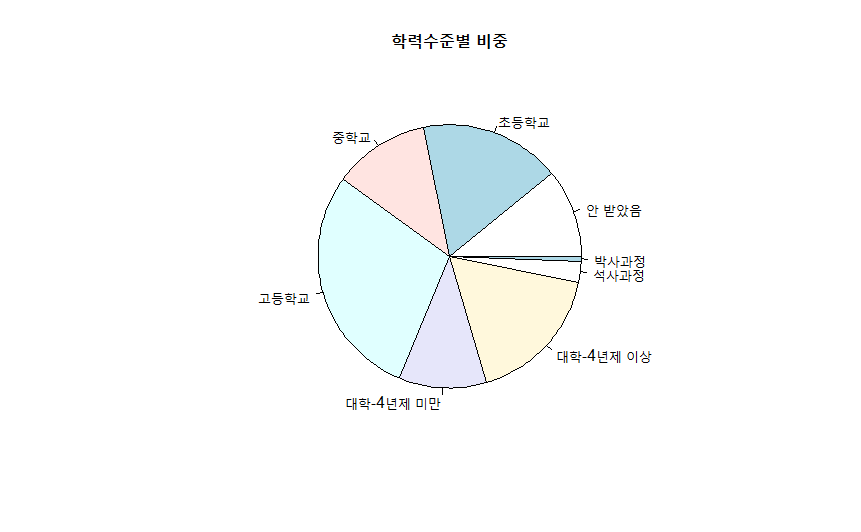 학력수준별 비중
초등학교
중학교
안 받았음
박사과정
석사과정
고등학교
대학-4년제 이상
대학-4년제 미만